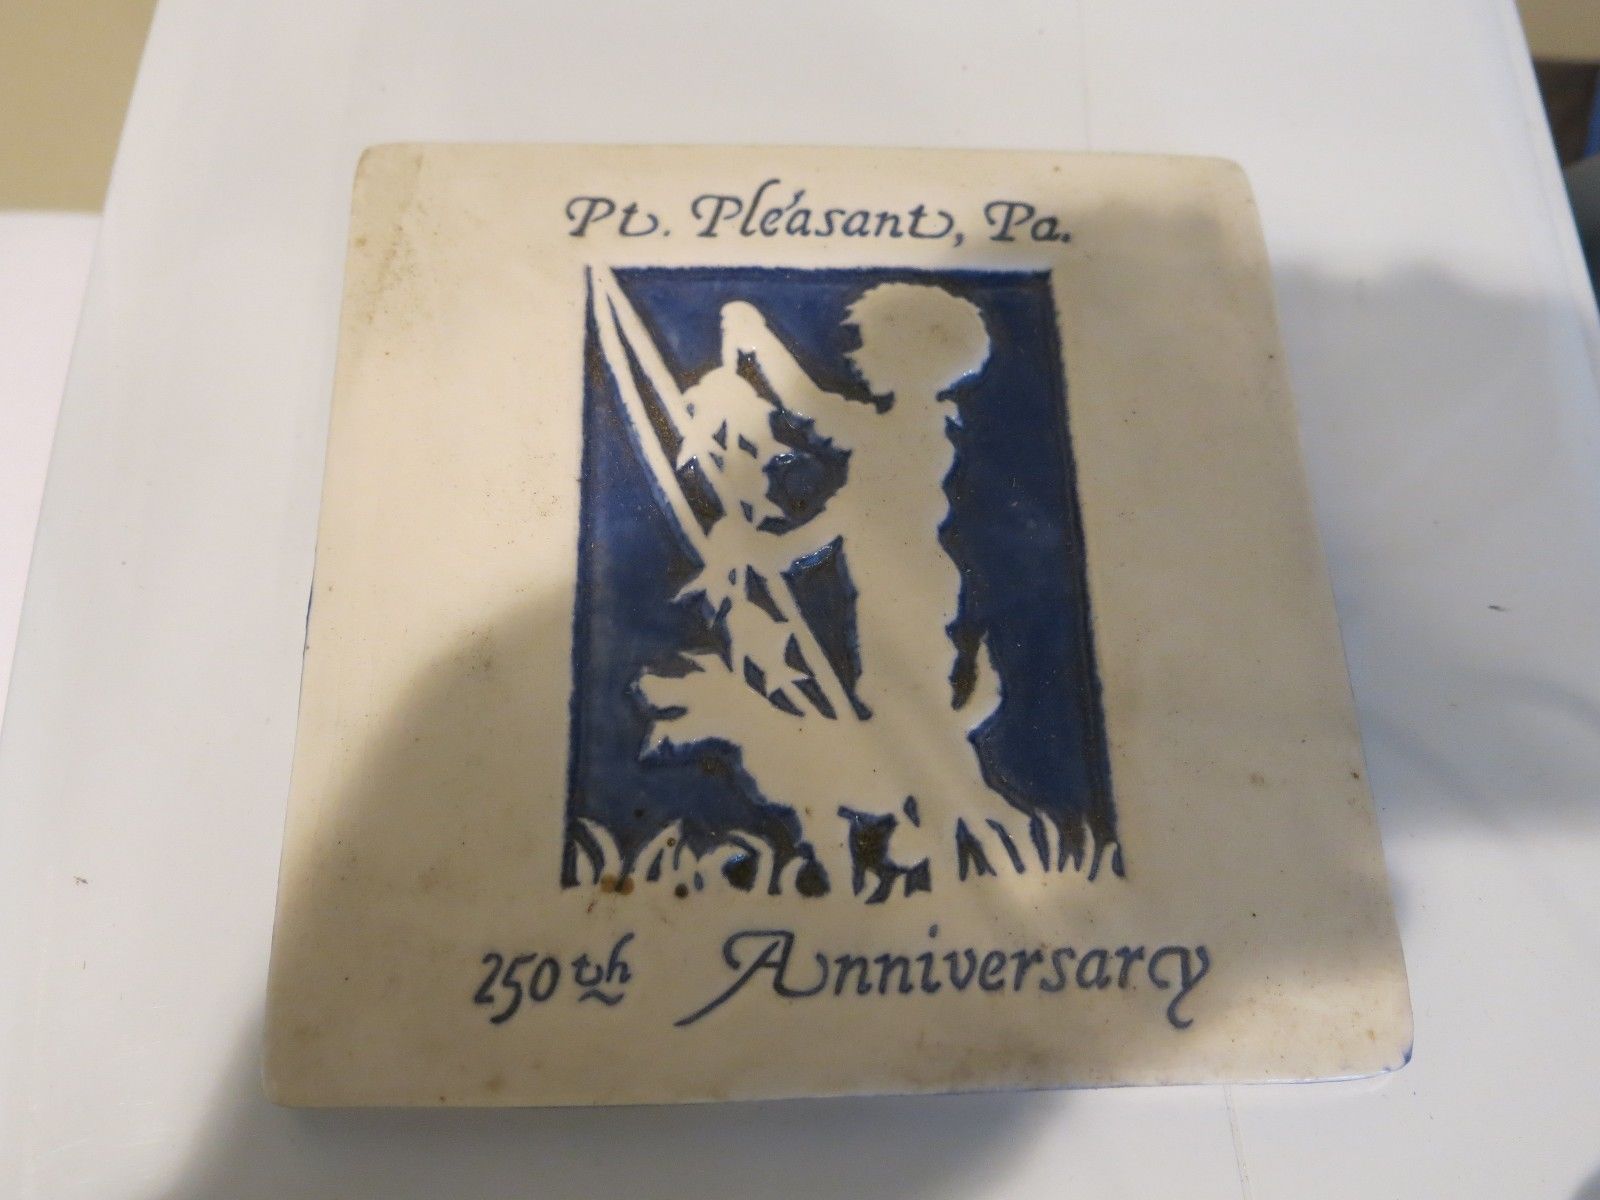 Pt. Pleasant, Pa.
250th Anniversary